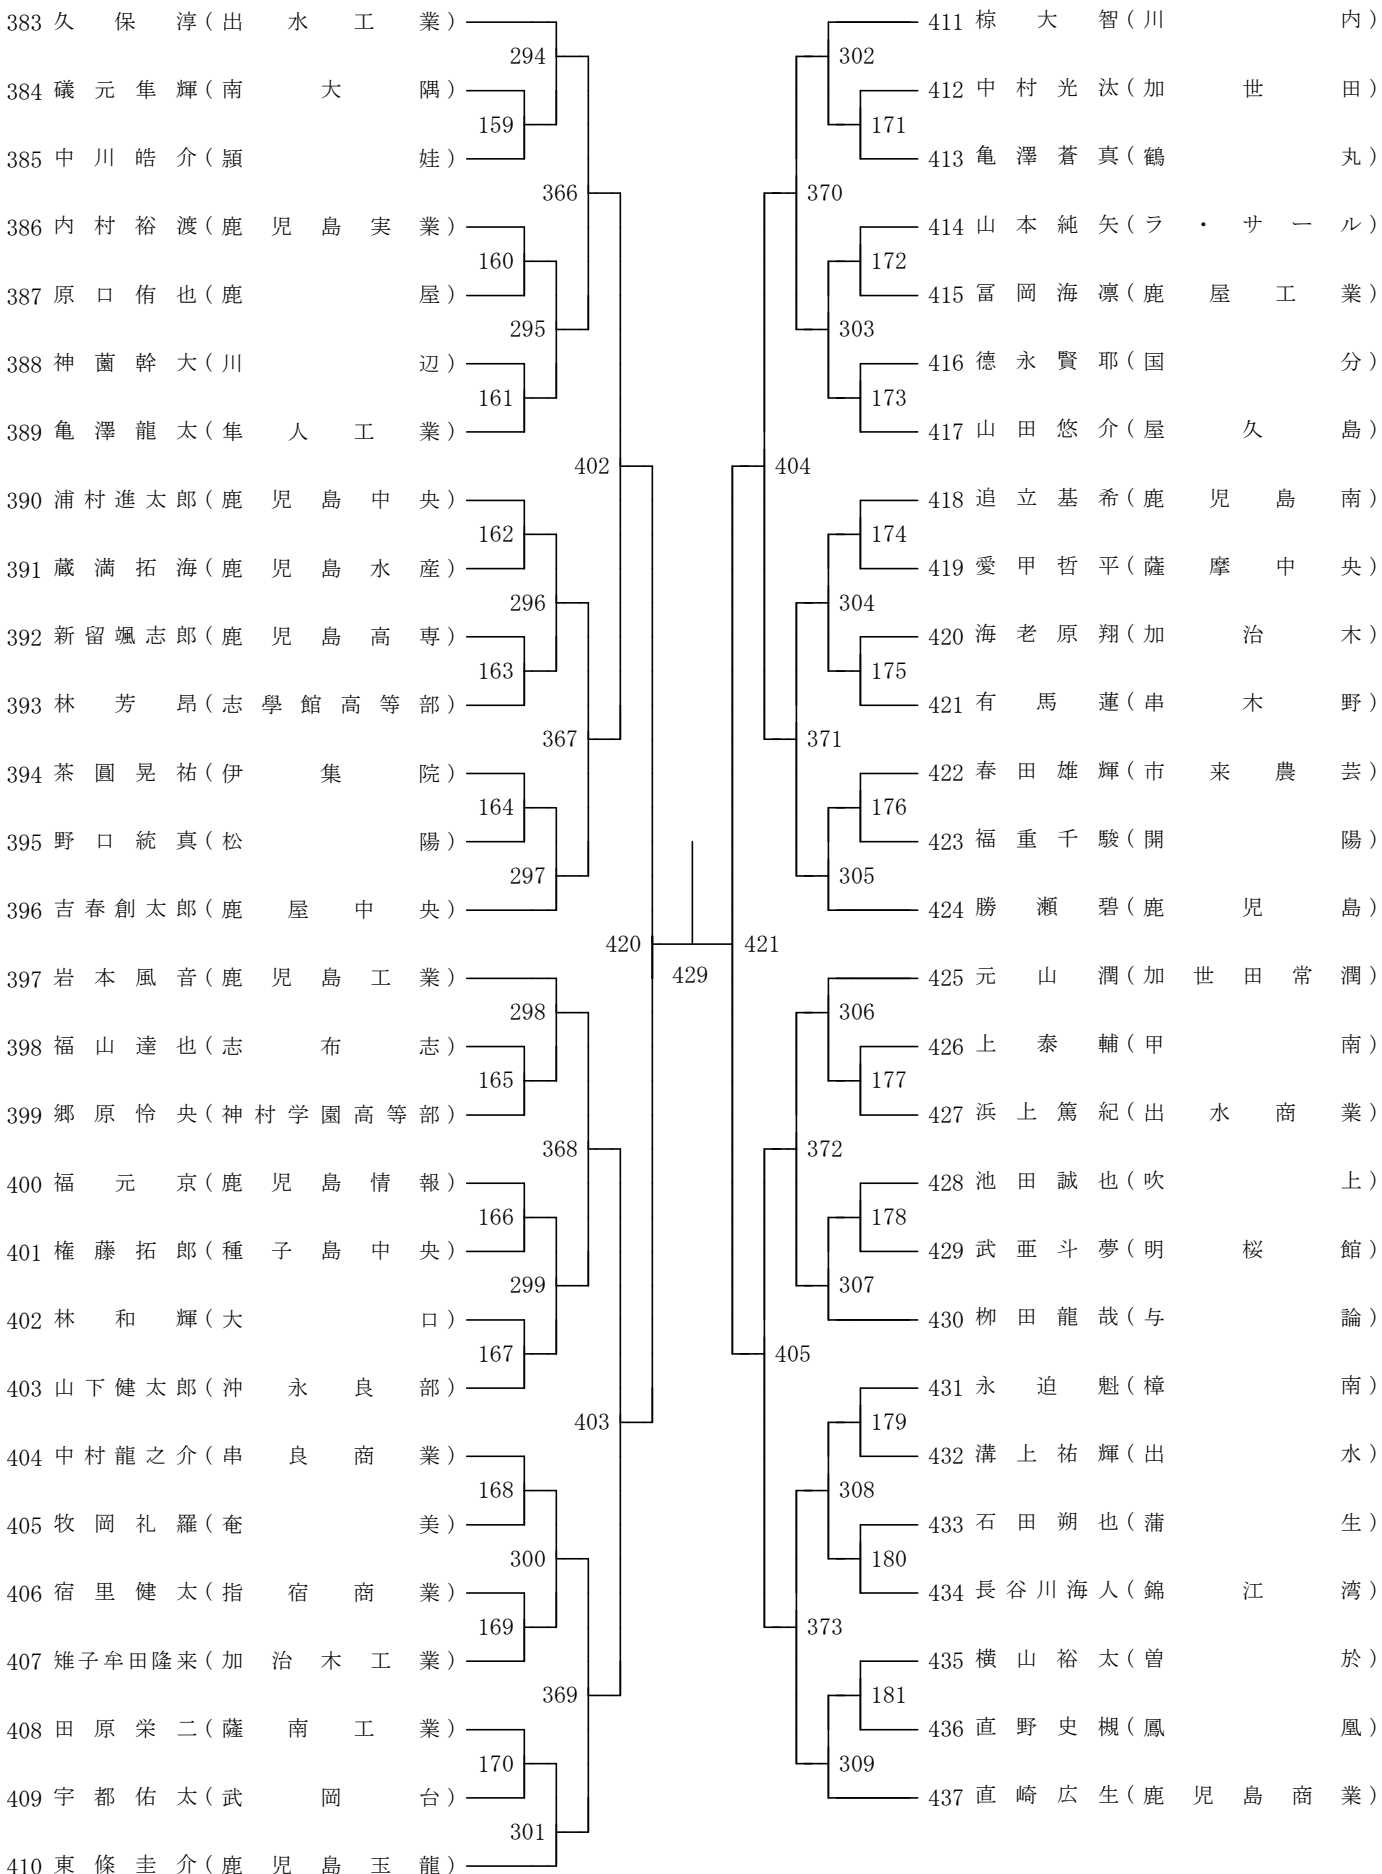 383 久保淳(出水工業)
294
384 礒元隼輝(南大隅)
159
385 中川皓介(頴娃)
366
386 内村裕渡(鹿児島実業)
160
387 原口侑也(鹿屋)
295
388 神薗幹大(川辺)
161
389 亀澤龍太(隼人工業)
402
390 浦村進太郎(鹿児島中央)
162
391 蔵満拓海(鹿児島水産)
296
392 新留颯志郎(鹿児島高専)
163
393 林芳昂(志學館高等部)
367
394 茶圓晃祐(伊集院)
164
395 野口統真(松陽)
297
396 吉春創太郎(鹿屋中央)
420
397 岩本風音(鹿児島工業)
298
398 福山達也(志布志)
165
399 郷原怜央(神村学園高等部)
368
400 福元京(鹿児島情報)
166
401 権藤拓郎(種子島中央)
299
402 林和輝(大口)
167
403 山下健太郎(沖永良部)
403
404 中村龍之介(串良商業)
168
405 牧岡礼羅(奄美)
300
406 宿里健太(指宿商業)
169
407 雉子牟田隆来(加治木工業)
369
408 田原栄二(薩南工業)
170
409 宇都佑太(武岡台)
301
410 東條圭介(鹿児島玉龍)
429
411 椋大智(川内)
302
412 中村光汰(加世田)
171
413 亀澤蒼真(鶴丸)
370
414 山本純矢(ラ・サール)
172
415 冨岡海凛(鹿屋工業)
303
416 德永賢耶(国分)
173
417 山田悠介(屋久島)
404
418 追立基希(鹿児島南)
174
419 愛甲哲平(薩摩中央)
304
420 海老原翔(加治木)
175
421 有馬蓮(串木野)
371
422 春田雄輝(市来農芸)
176
423 福重千駿(開陽)
305
424 勝瀬碧(鹿児島)
421
425 元山潤(加世田常潤)
306
426 上泰輔(甲南)
177
427 浜上篤紀(出水商業)
372
428 池田誠也(吹上)
178
429 武亜斗夢(明桜館)
307
430 栁田龍哉(与論)
405
431 永迫魁(樟南)
179
432 溝上祐輝(出水)
308
433 石田朔也(蒲生)
180
434 長谷川海人(錦江湾)
373
435 横山裕太(曽於)
181
436 直野史槻(鳳凰)
309
437 直崎広生(鹿児島商業)